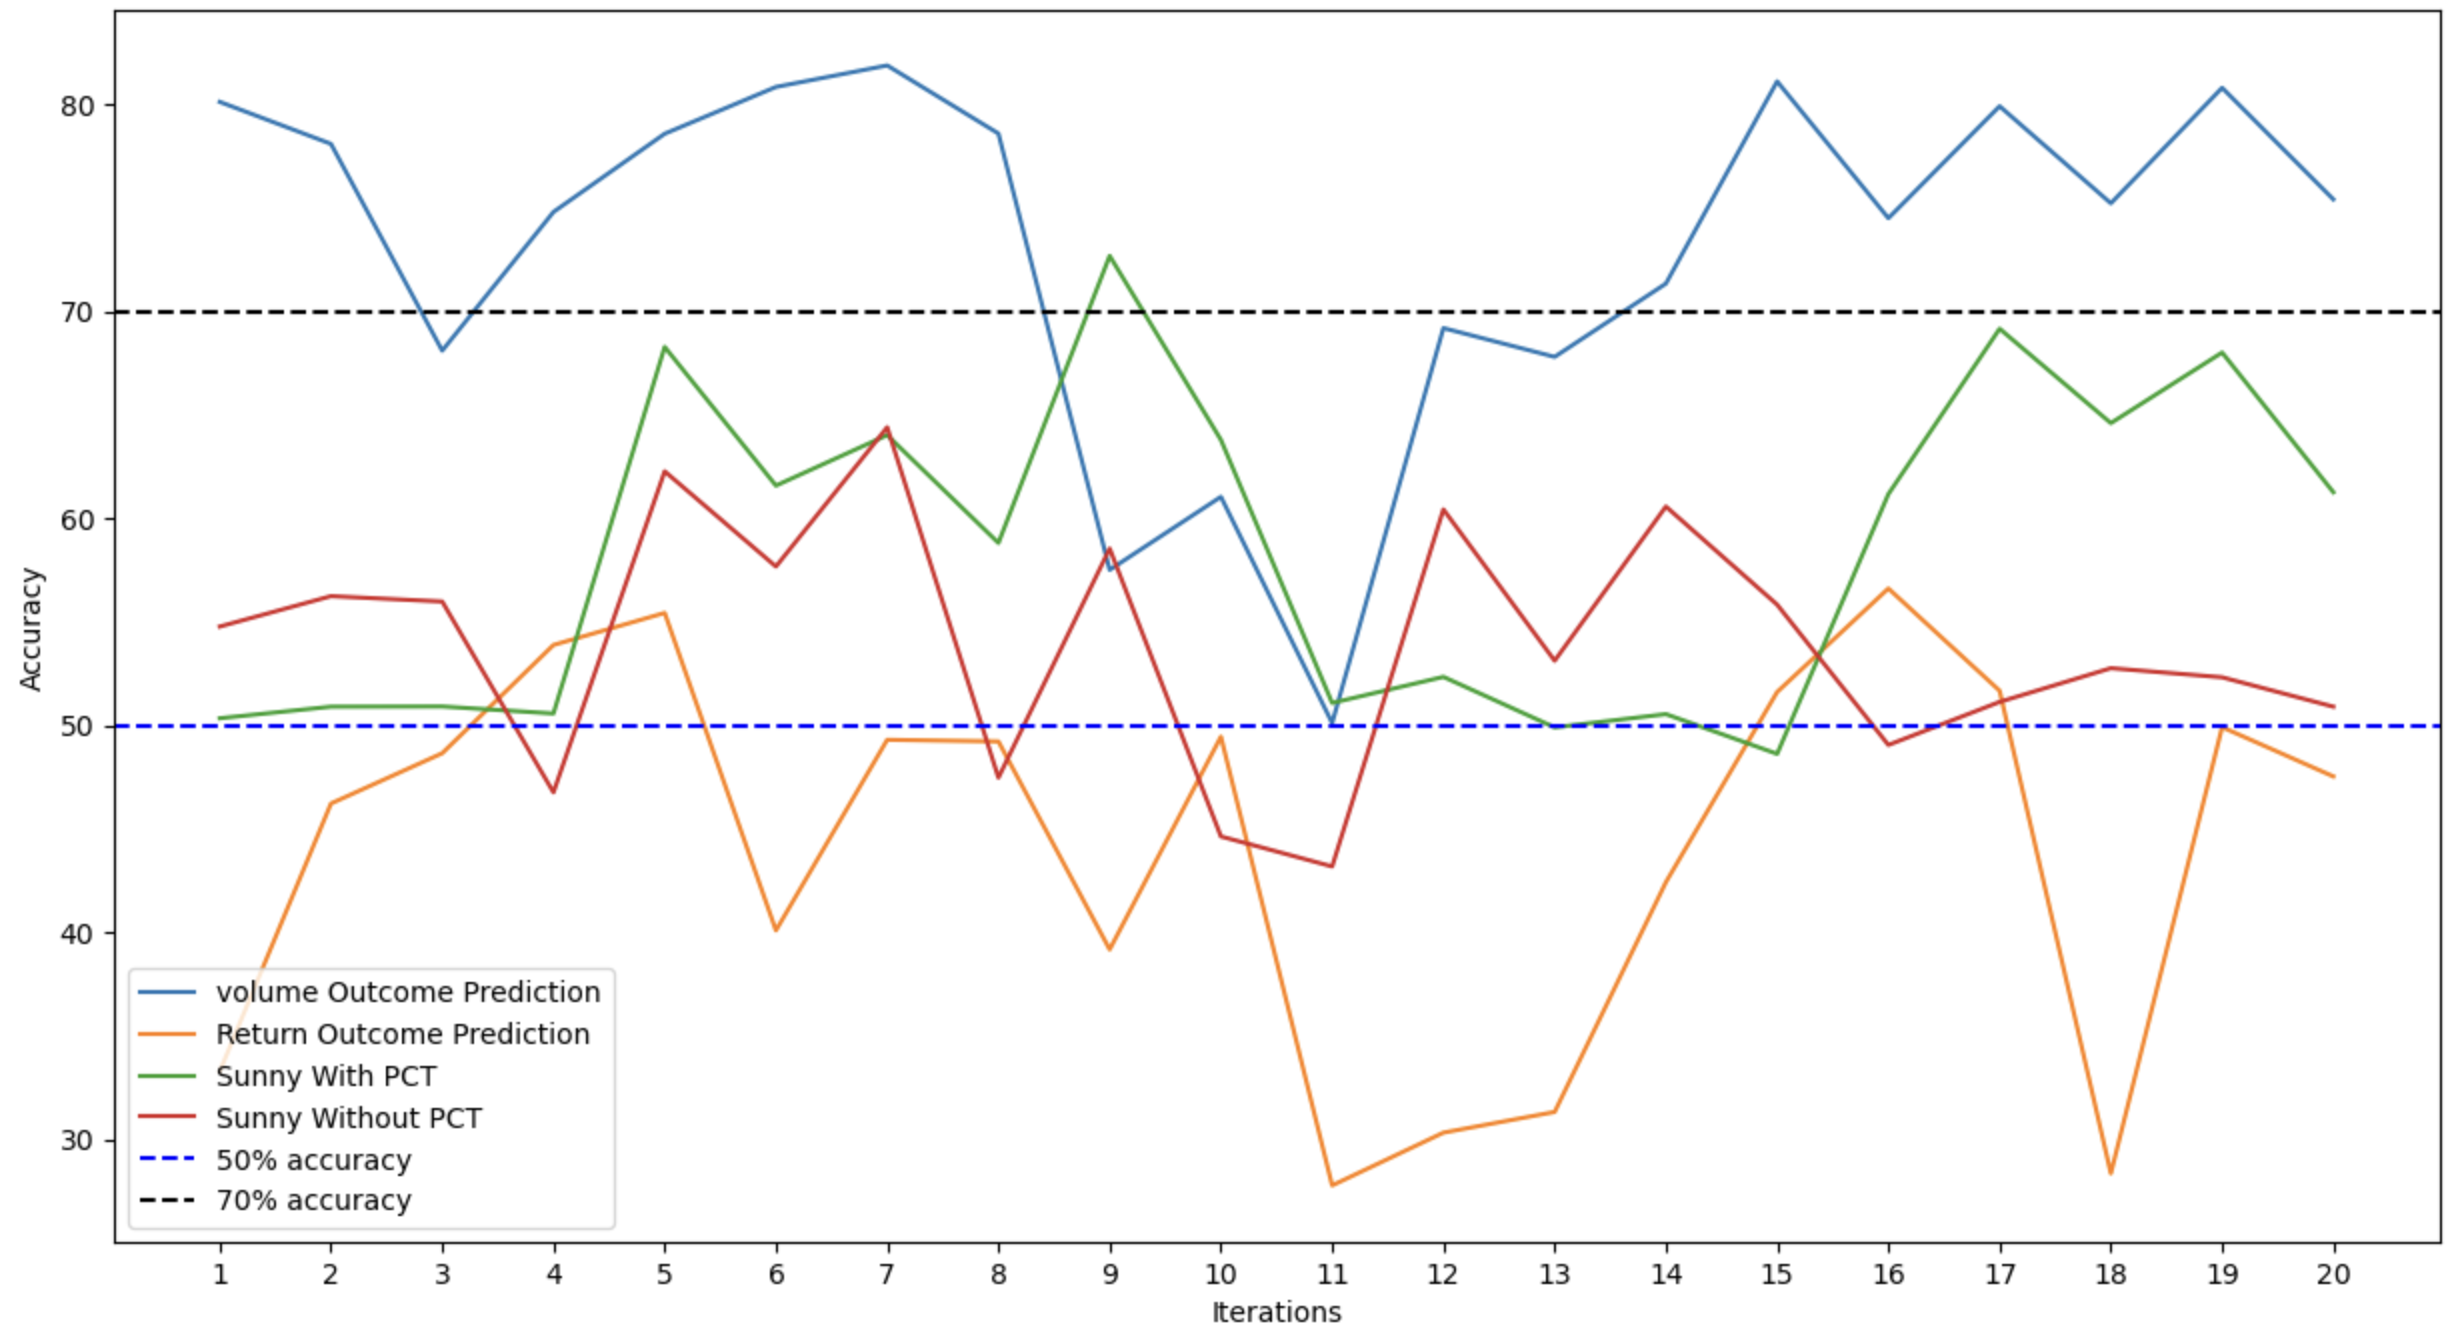 80
70
60
50
40
30
Accuracy
volume Outcome Prediction
Return Outcome Prediction
Sunny With PCT
Sunny Without PCT
50% accuracy
70% accuracy
1 2 3 4 5 6 7 8 9 10 11 12 13 14 15 16 17 18 19 20
Iterations